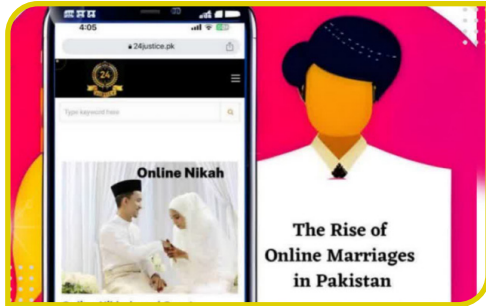 4:05
24justice.pk
24
Type keyword here
Online Nikah
The Rise of
Online Marriages
in Pakistan